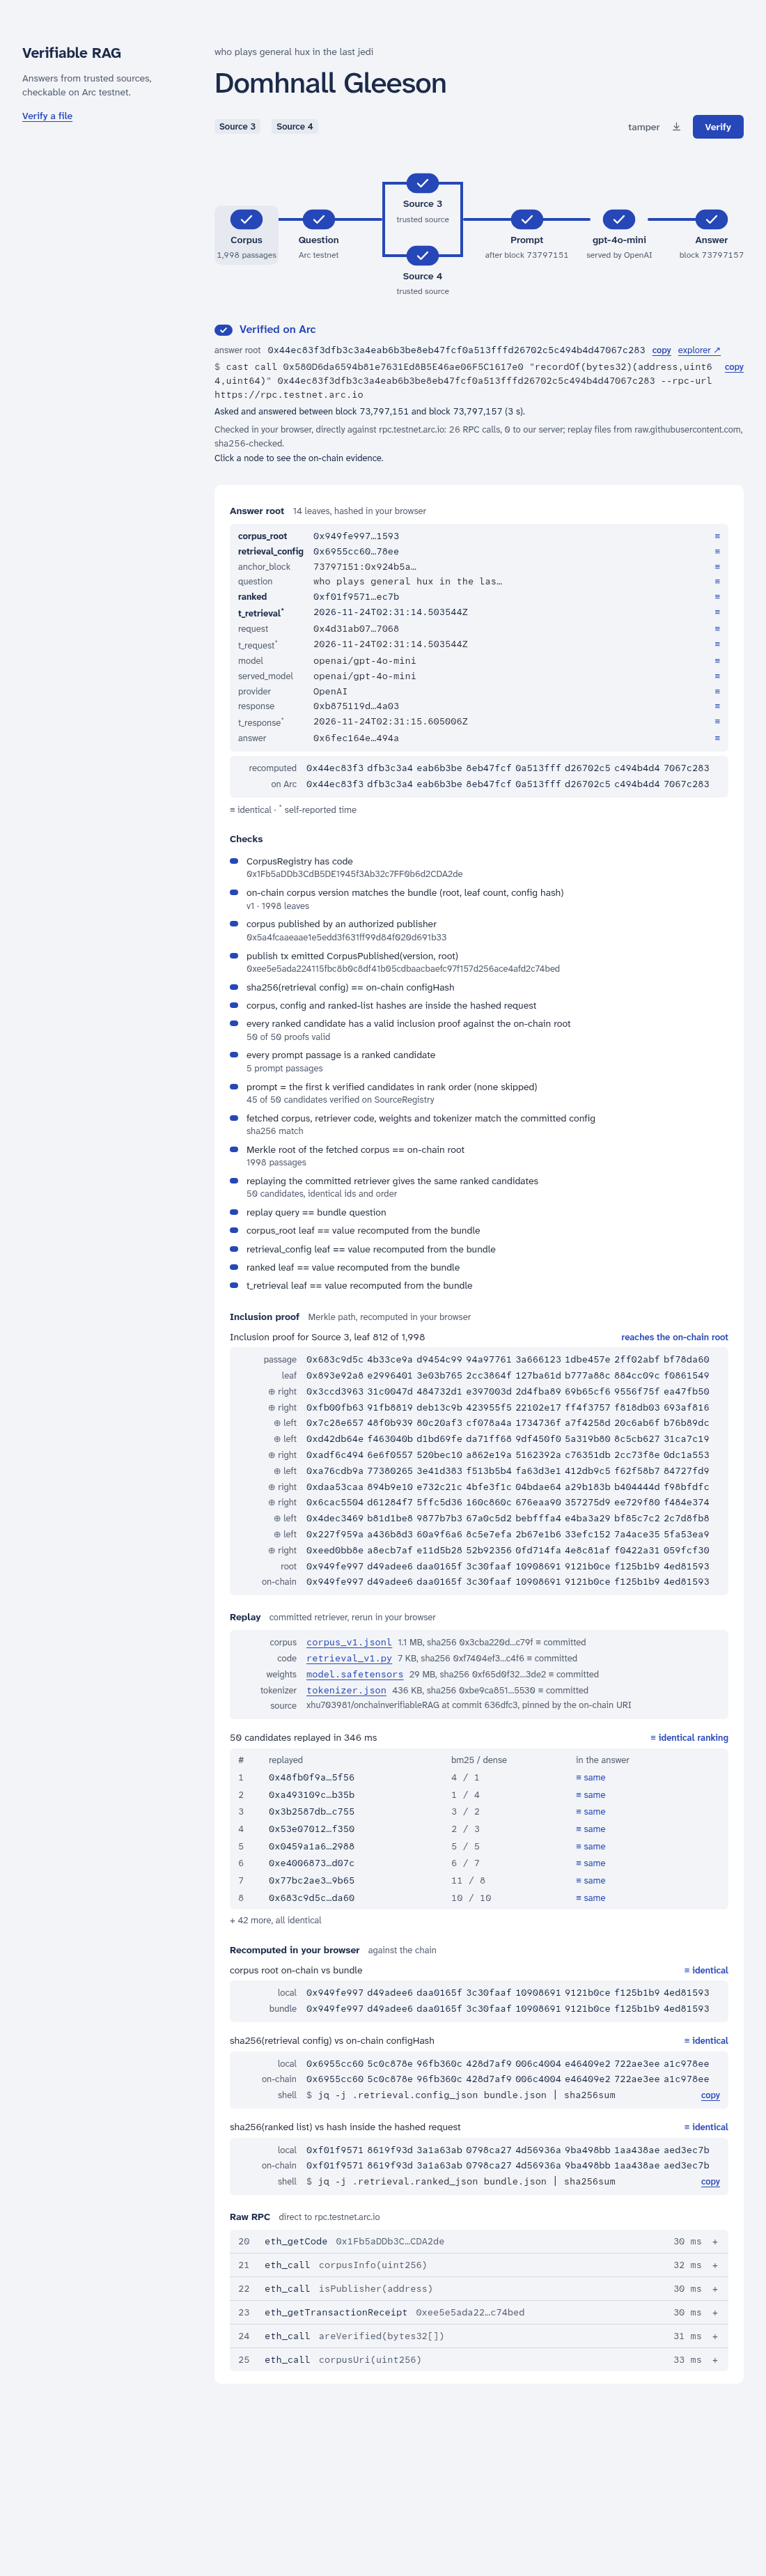 Verifiable RAG
Answers from trusted sources,
checkable on Arc testnet.
Verify a file
who plays general hux in the last jedi
Domhnall Gleeson
Source 3 Source 4
tamper Verify
Source 3
trusted source
Corpus
1,998 passages
Question
Arc testnet
Source 4
trusted source
Prompt
after block 73797151
gpt-4o-mini
served by OpenAI
Answer
block 73797157
Verified on Arc
answer root 0x44ec83f3dfb3c3a4eab6b3be8eb47fcf0a513fffd26702c5c494b4d47067c283 copy explorer ↗
$ cast call 0x580D6da6594b81e7631Ed8B5E46ae06F5C1617e0 "recordOf(bytes32)(address,uint6 copy
4,uint64)" 0x44ec83f3dfb3c3a4eab6b3be8eb47fcf0a513fffd26702c5c494b4d47067c283 --rpc-url
https://rpc.testnet.arc.io
Asked and answered between block 73,797,151 and block 73,797,157 (3 s).
Checked in your browser, directly against rpc.testnet.arc.io: 26 RPC calls, 0 to our server; replay files from raw.githubusercontent.com,
sha256-checked.
Click a node to see the on-chain evidence.
Answer root 14 leaves, hashed in your browser
corpus_root 0x949fe997…1593 ≡
retrieval_config 0x6955cc60…78ee ≡
anchor_block 73797151:0x924b5a… ≡
question who plays general hux in the las… ≡
ranked 0xf01f9571…ec7b ≡
t_retrieval* 2026-11-24T02:31:14.503544Z ≡
request 0x4d31ab07…7068 ≡
t_request* 2026-11-24T02:31:14.503544Z ≡
model openai/gpt-4o-mini ≡
served_model openai/gpt-4o-mini ≡
provider OpenAI ≡
response 0xb875119d…4a03 ≡
t_response* 2026-11-24T02:31:15.605006Z ≡
answer 0x6fec164e…494a ≡
recomputed 0x44ec83f3 dfb3c3a4 eab6b3be 8eb47fcf 0a513fff d26702c5 c494b4d4 7067c283
on Arc 0x44ec83f3 dfb3c3a4 eab6b3be 8eb47fcf 0a513fff d26702c5 c494b4d4 7067c283
≡ identical · * self-reported time
Checks
CorpusRegistry has code
0x1Fb5aDDb3CdB5DE1945f3Ab32c7FF0b6d2CDA2de
on-chain corpus version matches the bundle (root, leaf count, config hash)
v1 · 1998 leaves
corpus published by an authorized publisher
0x5a4fcaaeaae1e5edd3f631ff99d84f029d691b33
publish tx emitted CorpusPublished(version, root)
0xee5e5ada224115fbc8b0c8df41b05cdbaacbaefc97f157d256ace4afd2c74bed
sha256(retrieval config) == on-chain configHash
corpus, config and ranked-list hashes are inside the hashed request
every ranked candidate has a valid inclusion proof against the on-chain root
50 of 50 proofs valid
every prompt passage is a ranked candidate
5 prompt passages
prompt = the first k verified candidates in rank order (none skipped)
45 of 50 candidates verified on SourceRegistry
fetched corpus, retriever code, weights and tokenizer match the committed config
sha256 match
Merkle root of the fetched corpus == on-chain root
1998 passages
replaying the committed retriever gives the same ranked candidates
50 candidates, identical ids and order
replay query == bundle question
corpus_root leaf == value recomputed from the bundle
retrieval_config leaf == value recomputed from the bundle
ranked leaf == value recomputed from the bundle
t_retrieval leaf == value recomputed from the bundle
Inclusion proof Merkle path, recomputed in your browser
Inclusion proof for Source 3, leaf 812 of 1,998 reaches the on-chain root
passage 0x683c9d5c 4b33ce9a d9454c99 94a97761 3a666123 1dbe457e 2ff02abf bf78da60
leaf 0x893e92a8 e2996401 3e03b765 2cc3864f 127ba61d b777a88c 884cc09c f0861549
⊕ right 0x3ccd3963 31c0047d 484732d1 e397003d 2d4fba89 69b65cf6 9556f75f ea47fb50
⊕ right 0xfb00fb63 91fb8819 deb13c9b 423955f5 22102e17 ff4f3757 f818db03 693af816
⊕ left 0x7c28e657 48f0b939 80c20af3 cf078a4a 1734736f a7f4258d 20c6ab6f b76b89dc
⊕ left 0xd42db64e f463040b d1bd69fe da71ff68 9df450f0 5a319b80 8c5cb627 31ca7c19
⊕ right 0xadf6c494 6e6f0557 520bec10 a862e19a 5162392a c76351db 2cc73f8e 0dc1a553
⊕ left 0xa76cdb9a 77380265 3e41d383 f513b5b4 fa63d3e1 412db9c5 f62f58b7 84727fd9
⊕ right 0xdaa53caa 894b9e10 e732c21c 4bfe3f1c 04bdae64 a29b183b b404444d f98bfdfc
⊕ right 0x6cac5504 d61284f7 5ffc5d36 160c860c 676eaa90 357275d9 ee729f80 f484e374
⊕ left 0x4dec3469 b81d1be8 9877b7b3 67a0c5d2 bebfffa4 e4ba3a29 bf85c7c2 2c7d8fb8
⊕ left 0x227f959a a436b8d3 60a9f6a6 8c5e7efa 2b67e1b6 33efc152 7a4ace35 5fa53ea9
⊕ right 0xeed0bb8e a8ecb7af e11d5b28 52b92356 0fd714fa 4e8c81af f0422a31 059fcf30
root 0x949fe997 d49adee6 daa0165f 3c30faaf 10908691 9121b0ce f125b1b9 4ed81593
on-chain 0x949fe997 d49adee6 daa0165f 3c30faaf 10908691 9121b0ce f125b1b9 4ed81593
Replay committed retriever, rerun in your browser
corpus corpus_v1.jsonl 1.1 MB, sha256 0x3cba220d…c79f ≡ committed
code retrieval_v1.py 7 KB, sha256 0xf7404ef3…c4f6 ≡ committed
weights model.safetensors 29 MB, sha256 0xf65d0f32…3de2 ≡ committed
tokenizer tokenizer.json 436 KB, sha256 0xbe9ca851…5530 ≡ committed
source xhu703981/onchainverifiableRAG at commit 636dfc3, pinned by the on-chain URI
50 candidates replayed in 346 ms ≡ identical ranking
# replayed bm25 / dense in the answer
1 0x48fb0f9a…5f56 4 / 1 ≡ same
2 0xa493109c…b35b 1 / 4 ≡ same
3 0x3b2587db…c755 3 / 2 ≡ same
4 0x53e07012…f350 2 / 3 ≡ same
5 0x0459a1a6…2988 5 / 5 ≡ same
6 0xe4006873…d07c 6 / 7 ≡ same
7 0x77bc2ae3…9b65 11 / 8 ≡ same
8 0x683c9d5c…da60 10 / 10 ≡ same
+ 42 more, all identical
Recomputed in your browser against the chain
corpus root on-chain vs bundle ≡ identical
local 0x949fe997 d49adee6 daa0165f 3c30faaf 10908691 9121b0ce f125b1b9 4ed81593
bundle 0x949fe997 d49adee6 daa0165f 3c30faaf 10908691 9121b0ce f125b1b9 4ed81593
sha256(retrieval config) vs on-chain configHash ≡ identical
local 0x6955cc60 5c0c878e 96fb360c 428d7af9 006c4004 e46409e2 722ae3ee a1c978ee
on-chain 0x6955cc60 5c0c878e 96fb360c 428d7af9 006c4004 e46409e2 722ae3ee a1c978ee
shell $ jq -j .retrieval.config_json bundle.json | sha256sum copy
sha256(ranked list) vs hash inside the hashed request ≡ identical
local 0xf01f9571 8619f93d 3a1a63ab 0798ca27 4d56936a 9ba498bb 1aa438ae aed3ec7b
on-chain 0xf01f9571 8619f93d 3a1a63ab 0798ca27 4d56936a 9ba498bb 1aa438ae aed3ec7b
shell $ jq -j .retrieval.ranked_json bundle.json | sha256sum copy
Raw RPC direct to rpc.testnet.arc.io
20 eth_getCode 0x1Fb5aDDb3C…CDA2de 30 ms +
21 eth_call corpusInfo(uint256) 32 ms +
22 eth_call isPublisher(address) 30 ms +
23 eth_getTransactionReceipt 0xee5e5ada22…c74bed 30 ms +
24 eth_call areVerified(bytes32[]) 31 ms +
25 eth_call corpusUri(uint256) 33 ms +